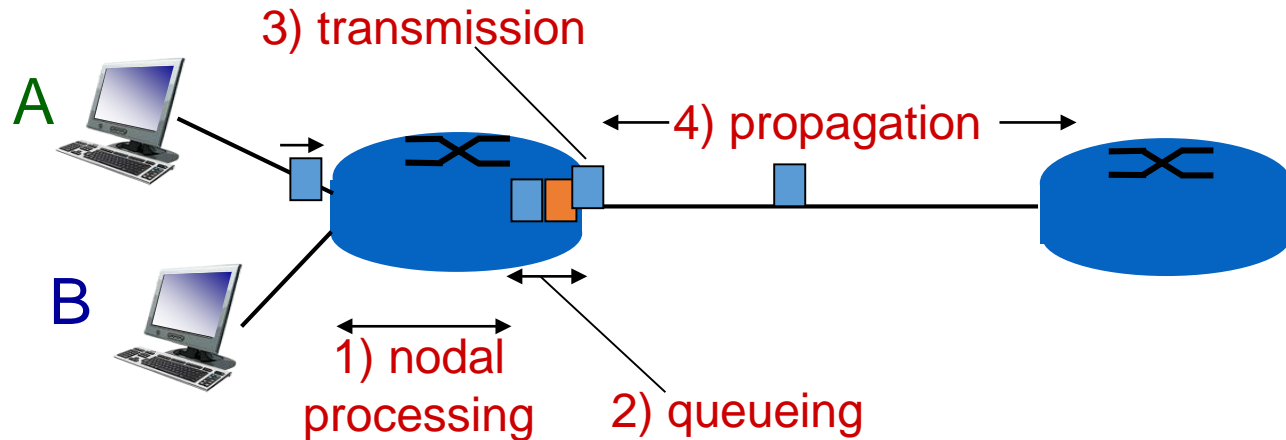 3) transmission
A
4) propagation
B
1) nodal
processing
2) queueing